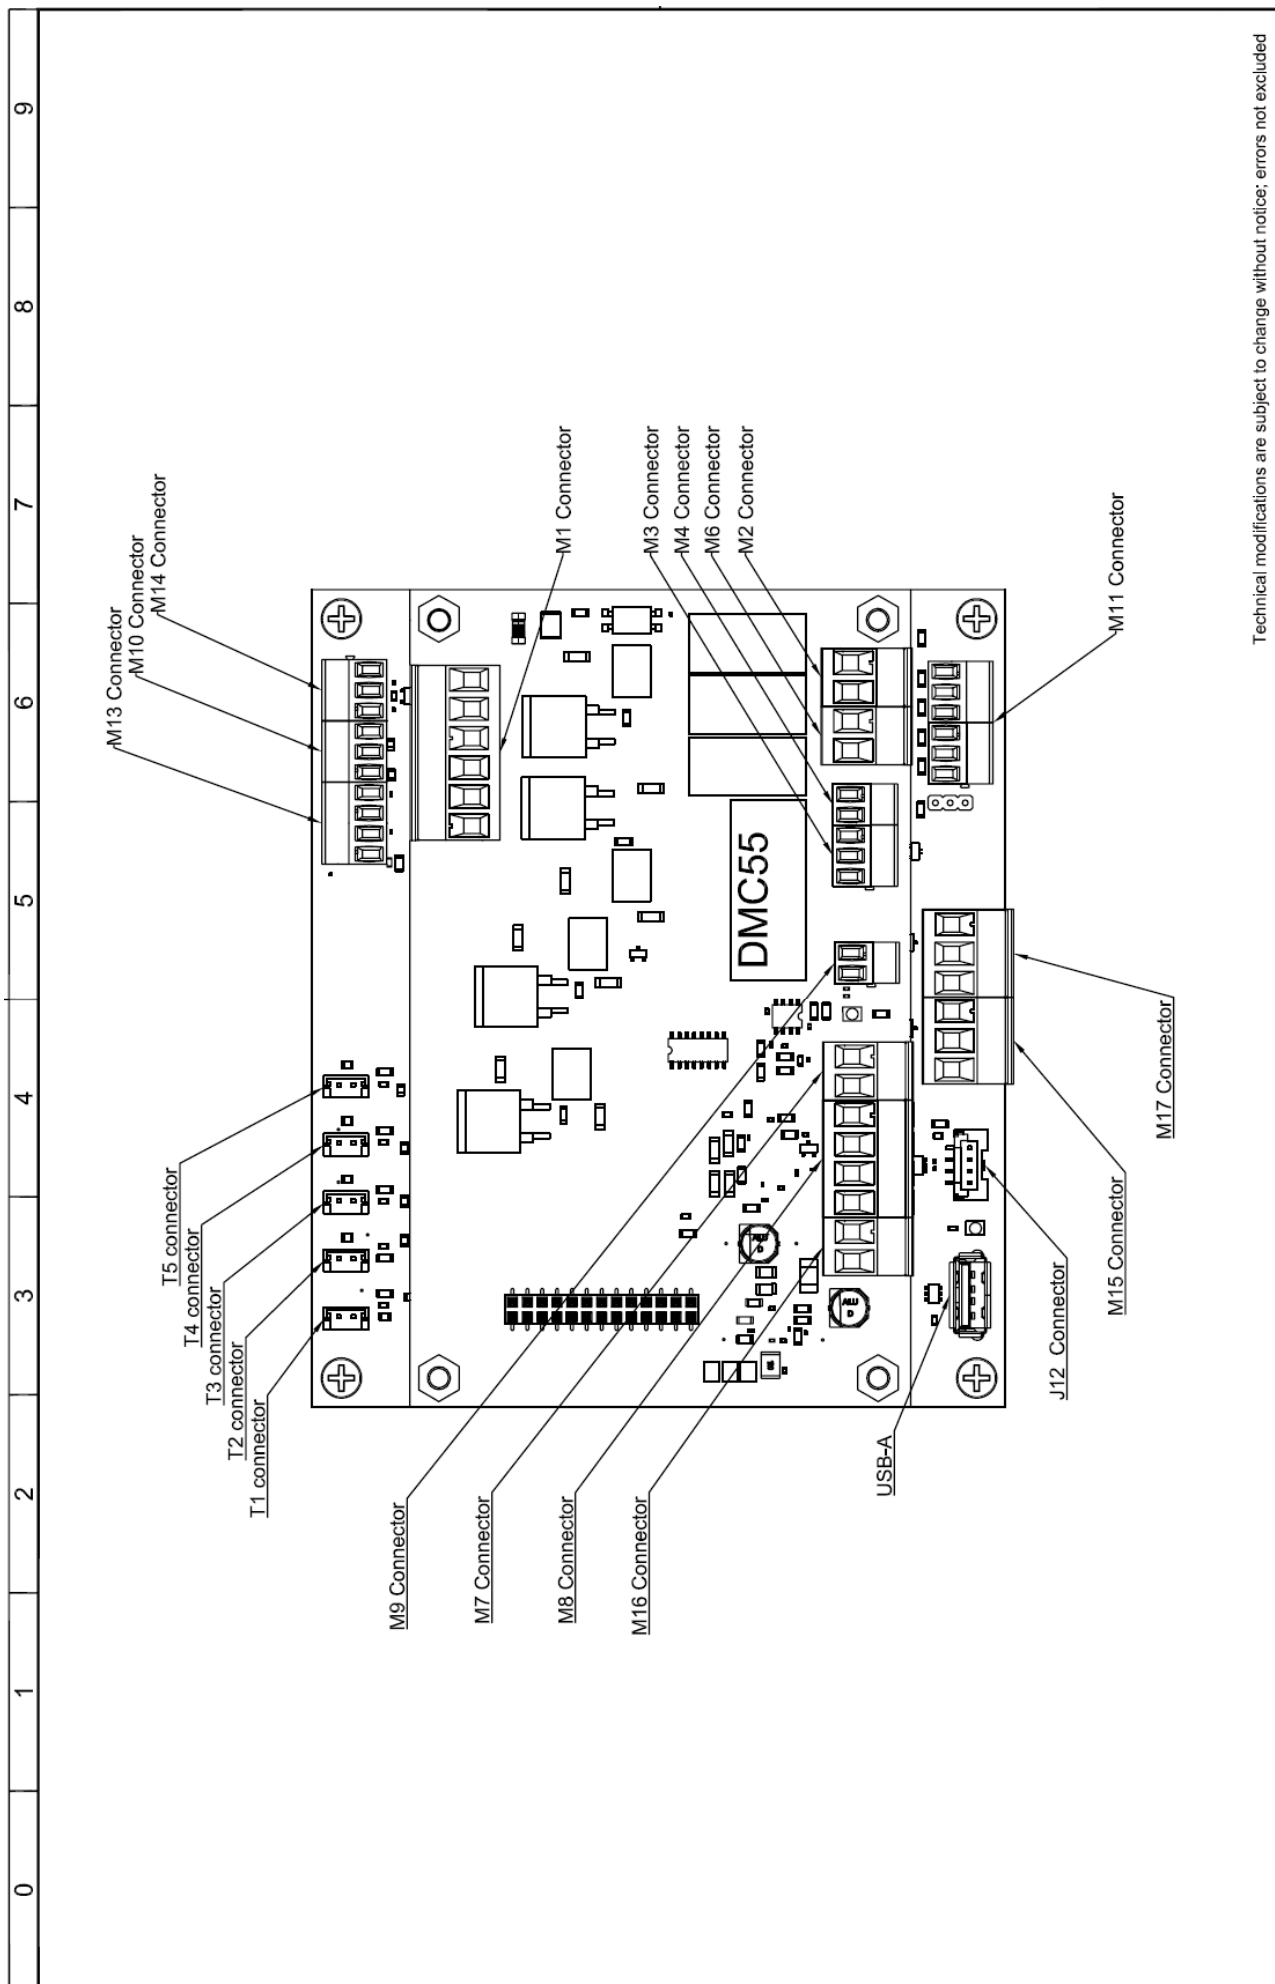 0
1
2
3
4
5
6
7
8
9
M13 Connector
M10 Connector
M14 Connector
T5 connector
T4 connector
T3 connector
T2 connector
T1 connector
M1 Connector
M3 Connector
M4 Connector
M6 Connector
M2 Connector
DMC55
ALU
D
ALU
D
M9 Connector
M7 Connector
M8 Connector
M16 Connector
USB-A
J12 Connector
M15 Connector
M17 Connector
M11 Connector
Technical modifications are subject to change without notice; errors not excluded